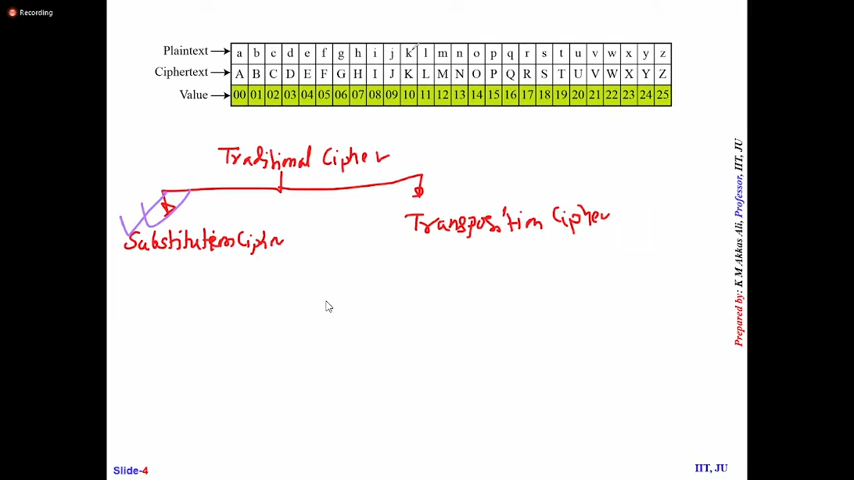 Recording
Plaintext a b c d e f g h i j k l m n o p q r s t u v w x y z
Ciphertext A B C D E F G H I J K L M N O P Q R S T U V W X Y Z
Value 00 01 02 03 04 05 06 07 08 09 10 11 12 13 14 15 16 17 18 19 20 21 22 23 24 25
Traditional Cipher
Transposition Cipher
Substitution Cipher
Prepared by: K M Akkas Ali, Professor, IIT, JU
Slide-4
IIT, JU